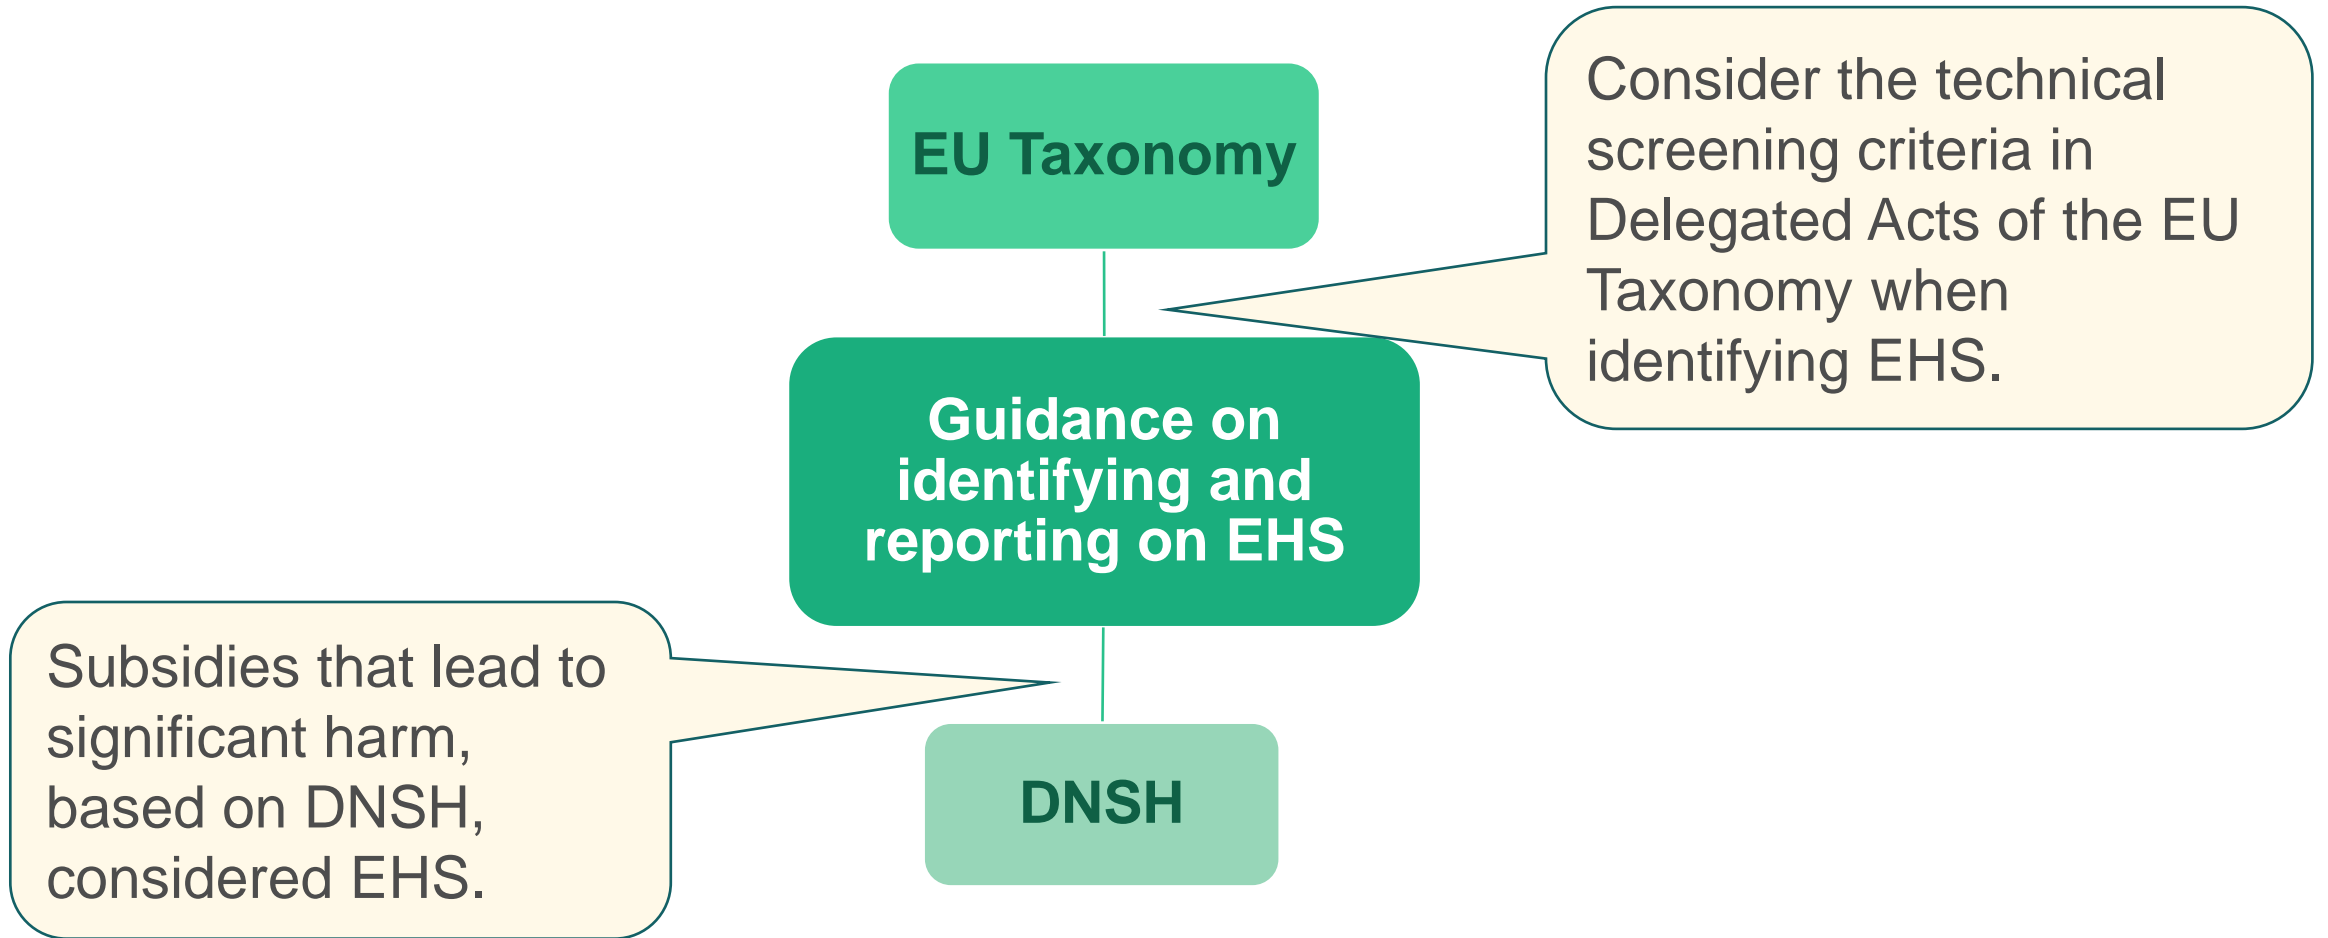 EU Taxonomy
Consider the technical
screening criteria in
Delegated Acts of the EU
Taxonomy when
identifying EHS.
Guidance on
identifying and
reporting on EHS
Subsidies that lead to
significant harm,
based on DNSH,
considered EHS.
DNSH